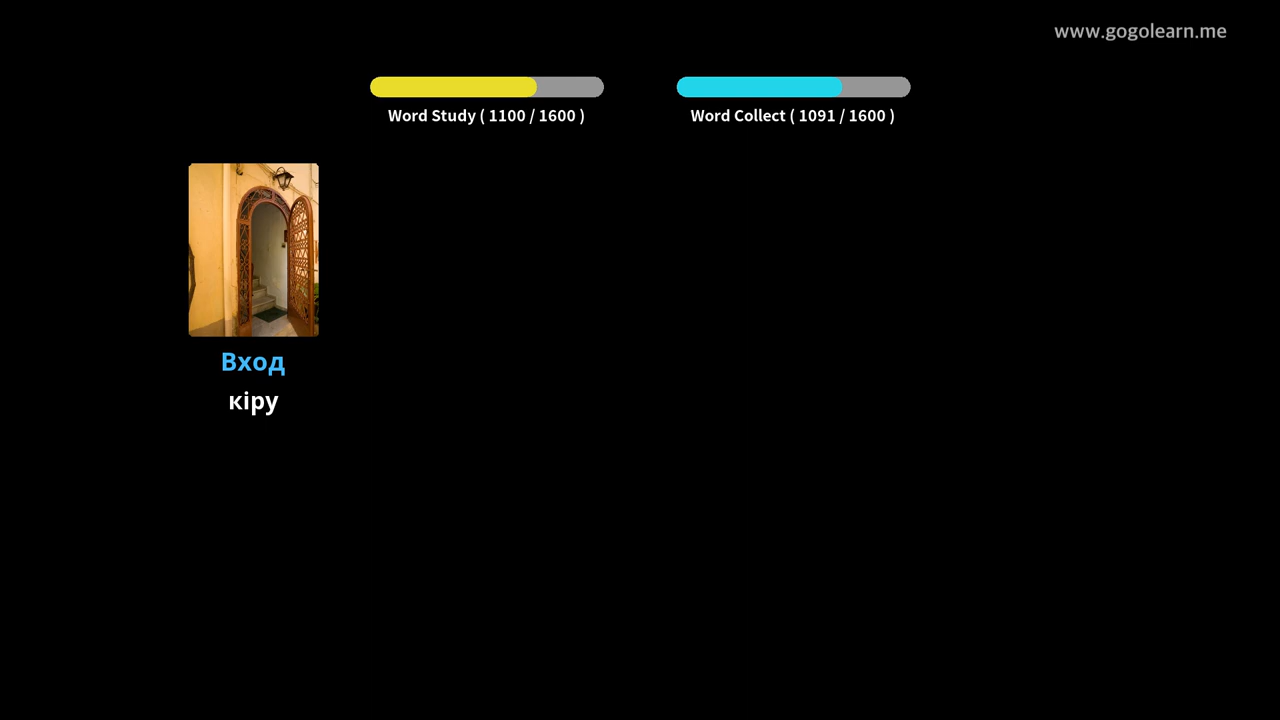 www.gogolearn.me
Word Study ( 1100 / 1600 )
Word Collect ( 1091 / 1600 )
Вход
кіру